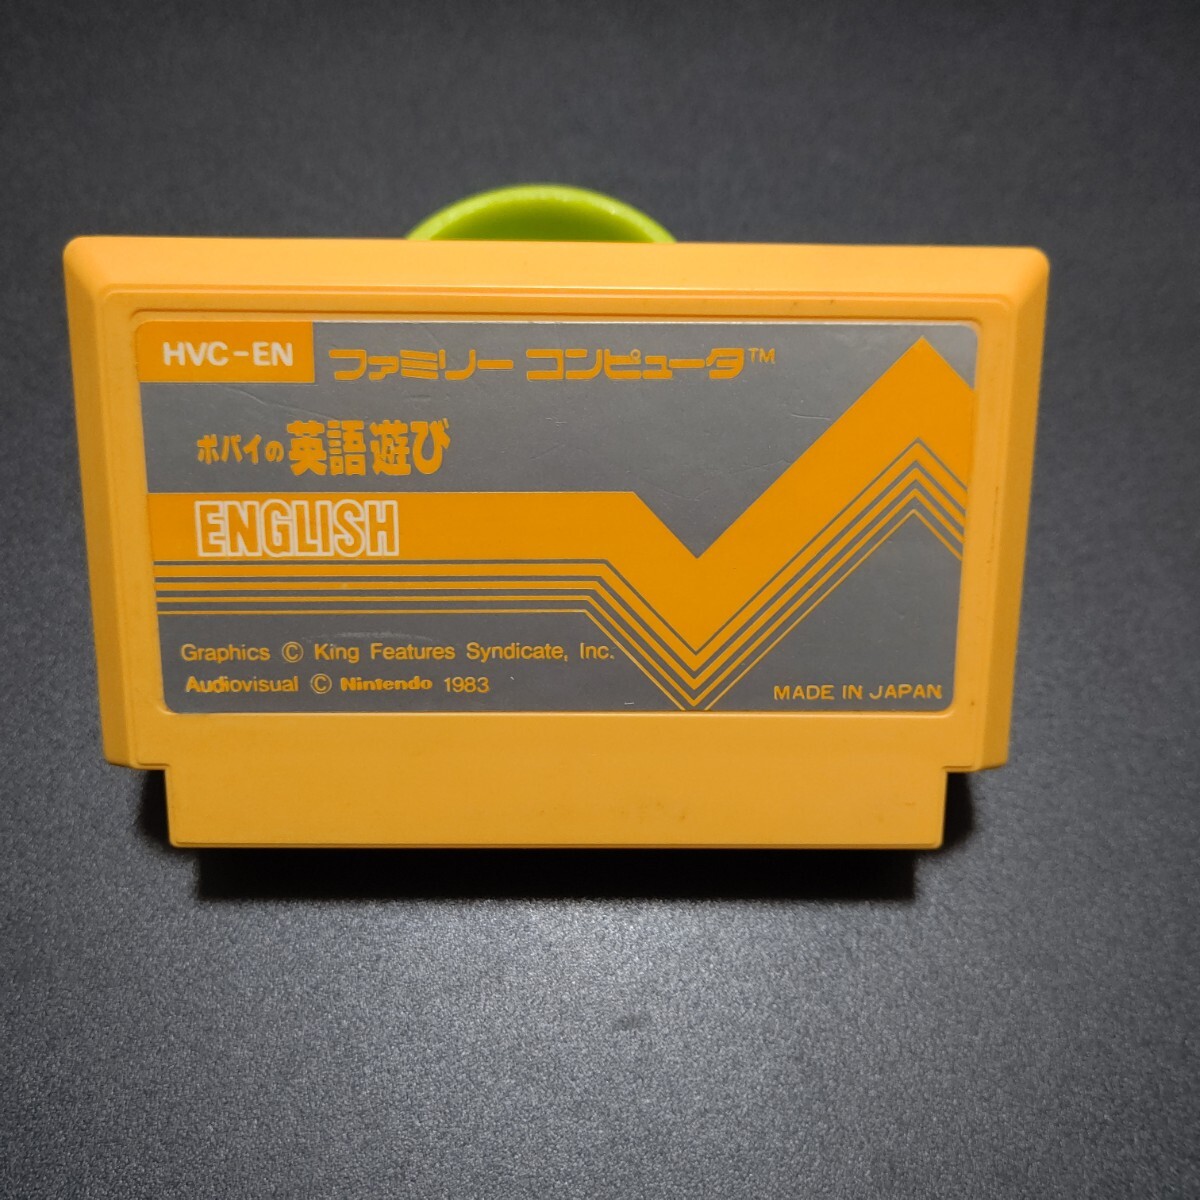 HVC-EN
ファミリー コンピュータ™
ポパイの英語遊び
ENGLISH
Graphics © King Features Syndicate, Inc.
Audiovisual © Nintendo 1983
MADE IN JAPAN